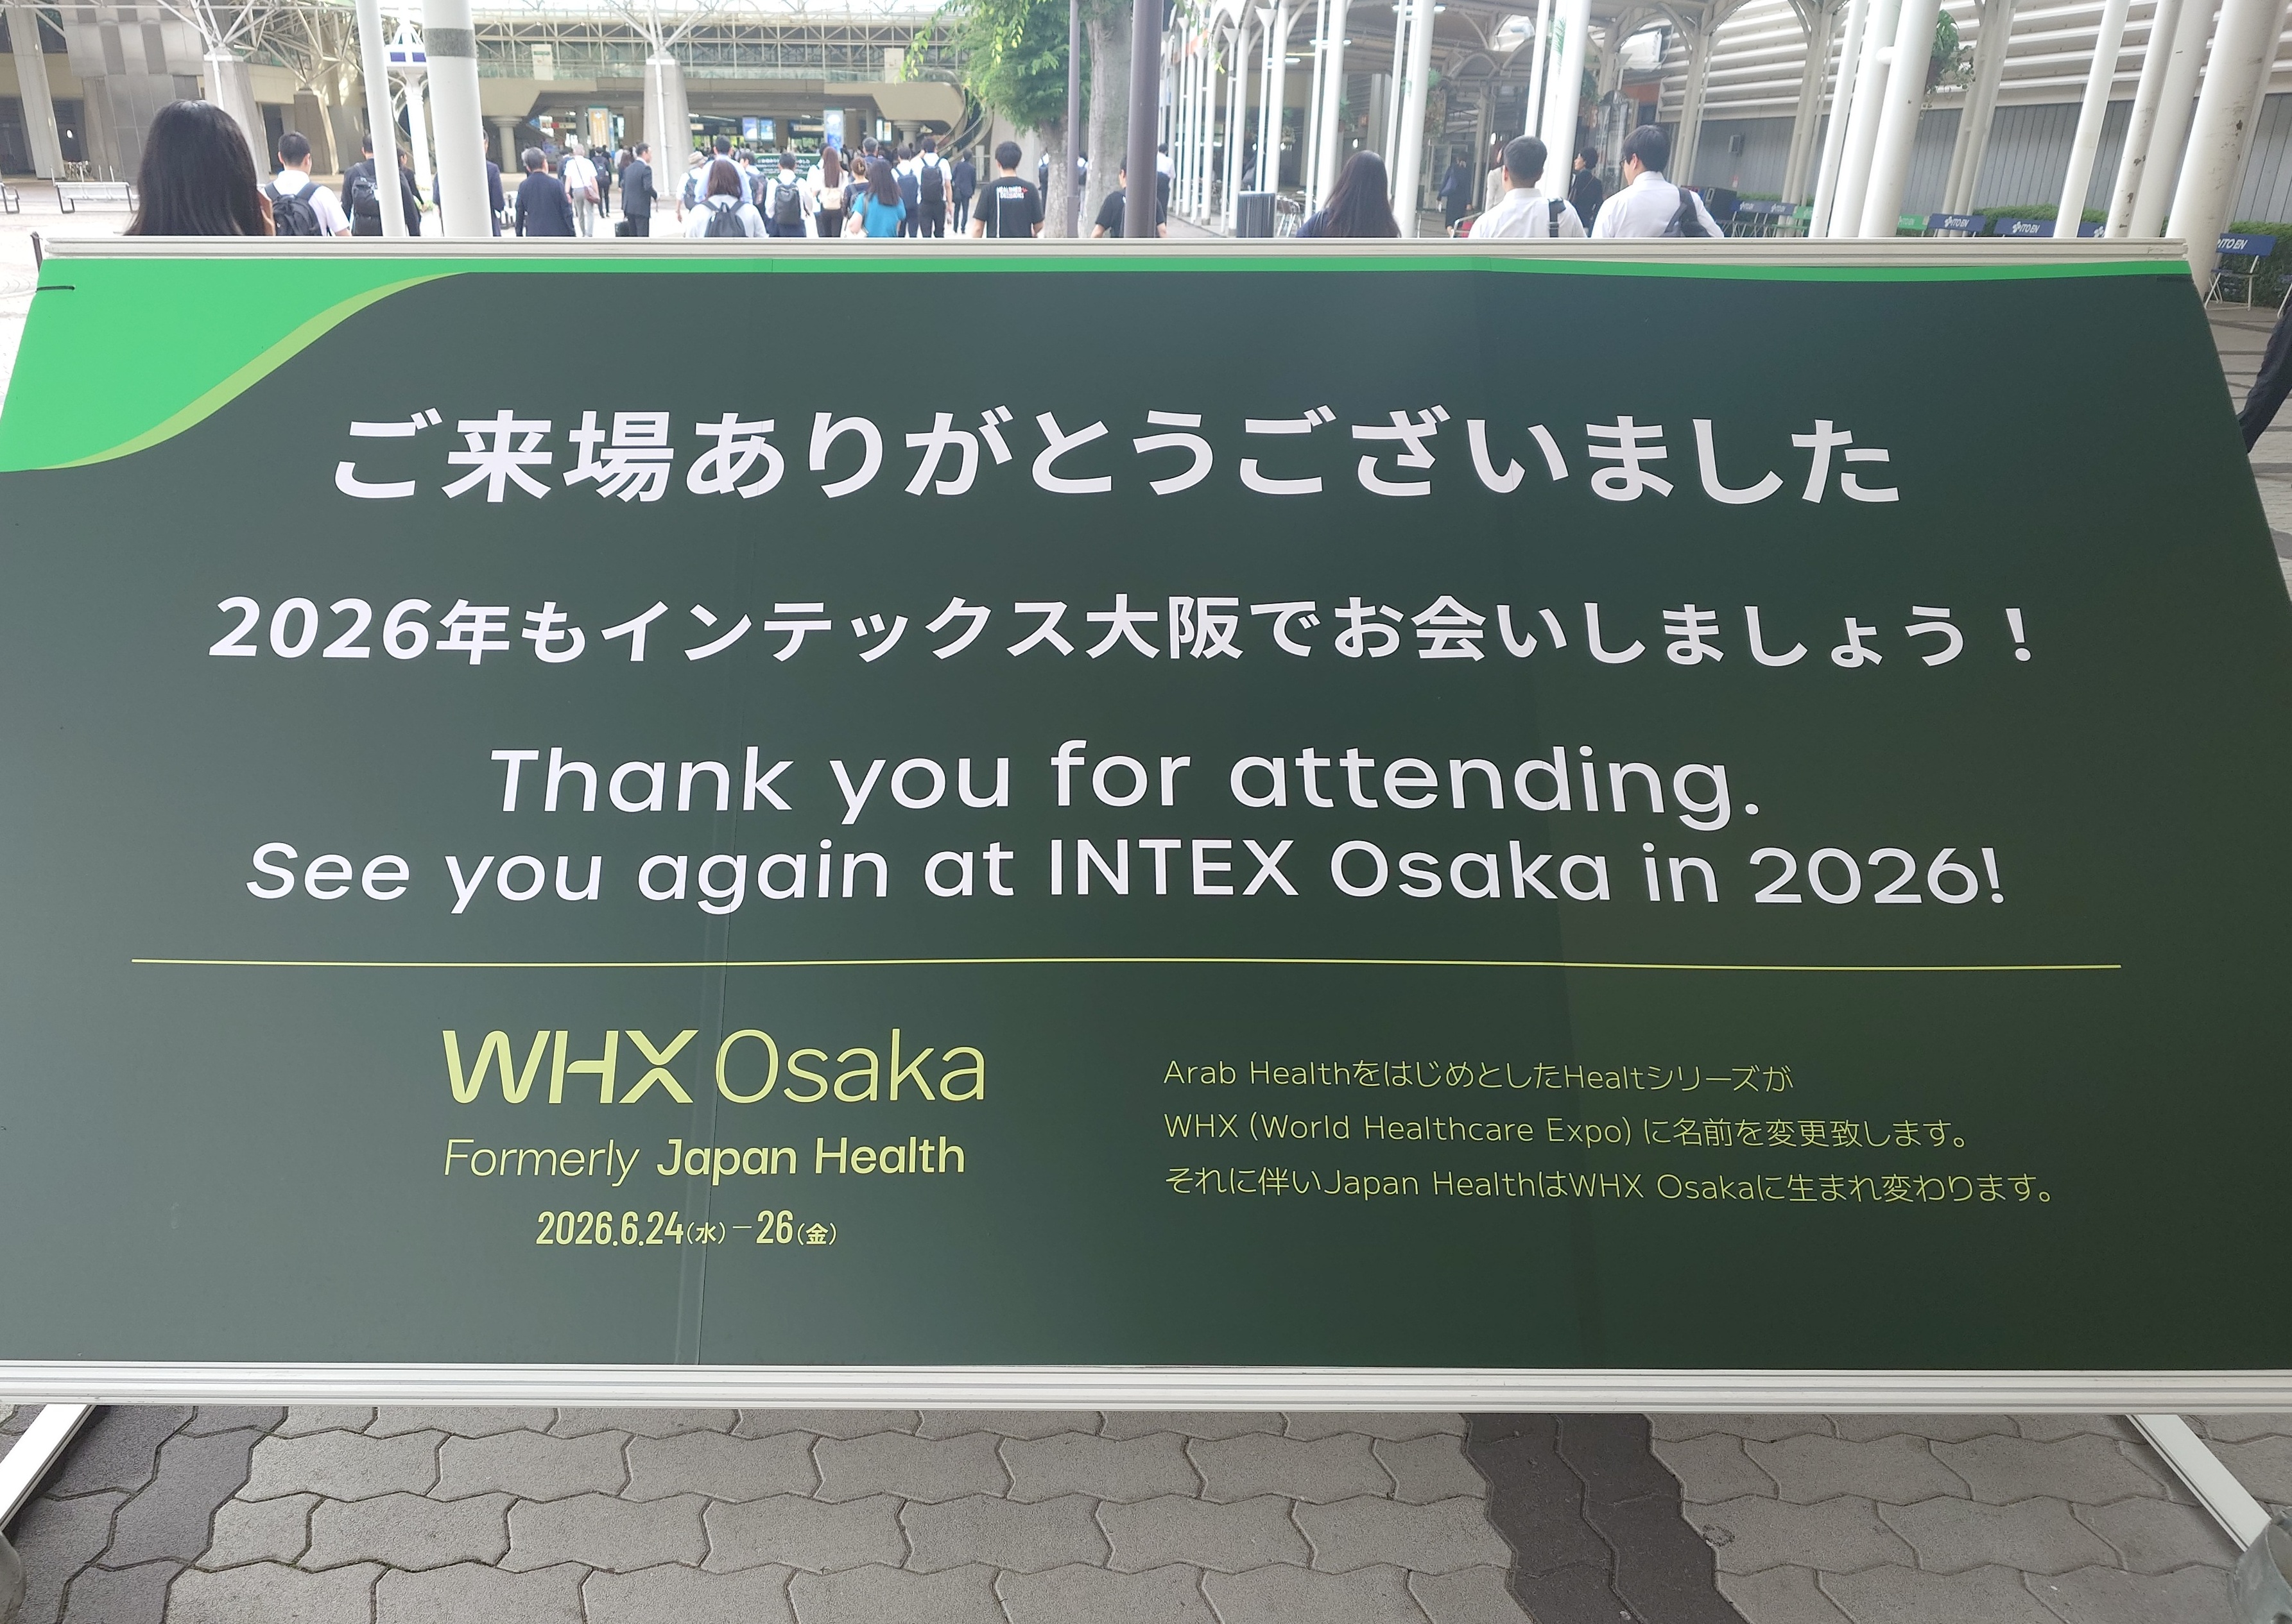 ご来場ありがとうございました
2026年もインテックス大阪でお会いしましょう！
Thank you for attending.
See you again at INTEX Osaka in 2026!
WHX Osaka
Formerly Japan Health
2026.6.24(水)－26(金)
Arab HealthをはじめとしたHealtシリーズが
WHX (World Healthcare Expo) に名前を変更致します。
それに伴いJapan HealthはWHX Osakaに生まれ変わります。
ITO EN
ITO EN
ITO EN